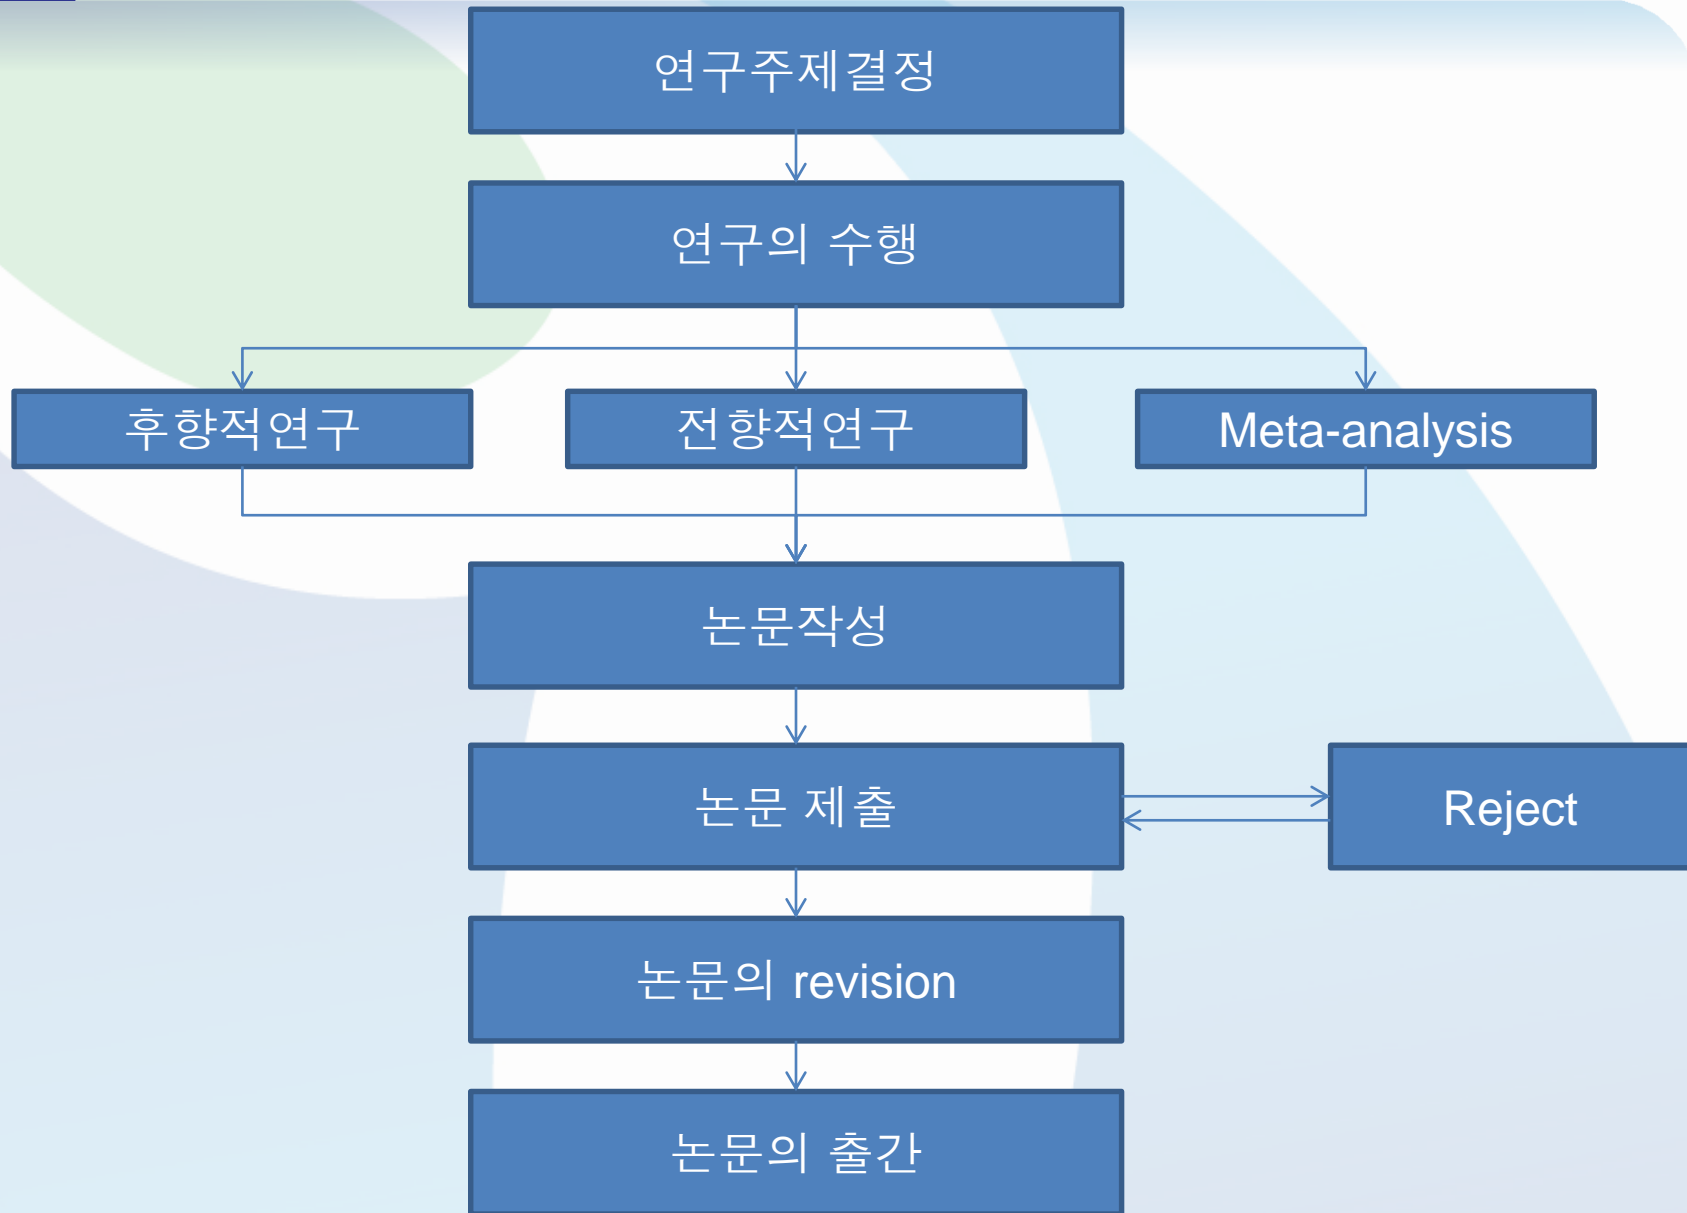 연구주제결정
연구의 수행
후향적연구
전향적연구
Meta-analysis
논문작성
논문 제출
Reject
논문의 revision
논문의 출간